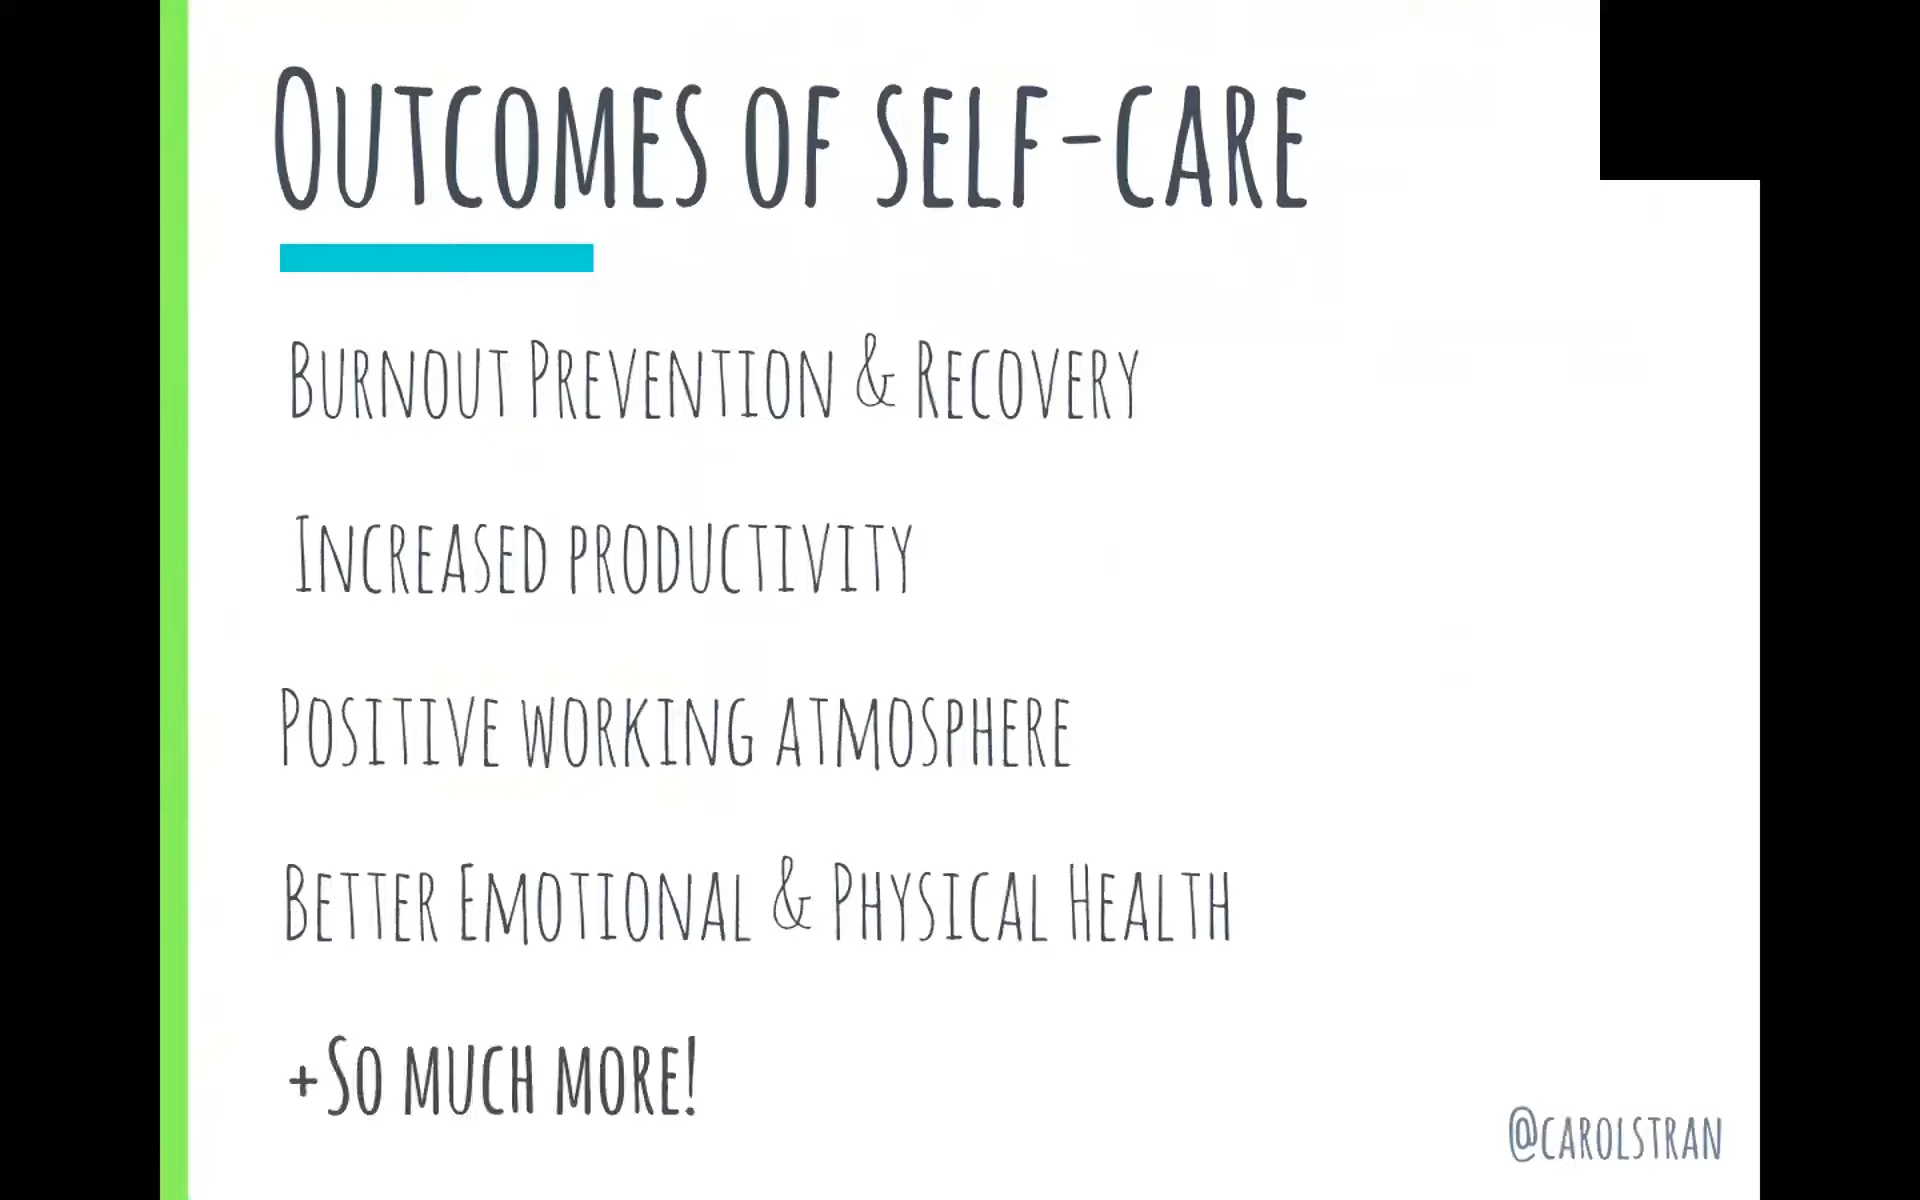 Outcomes of self-care
Burnout Prevention & Recovery
Increased productivity
Positive working atmosphere
Better Emotional & Physical Health
+So much more!
@carolstran